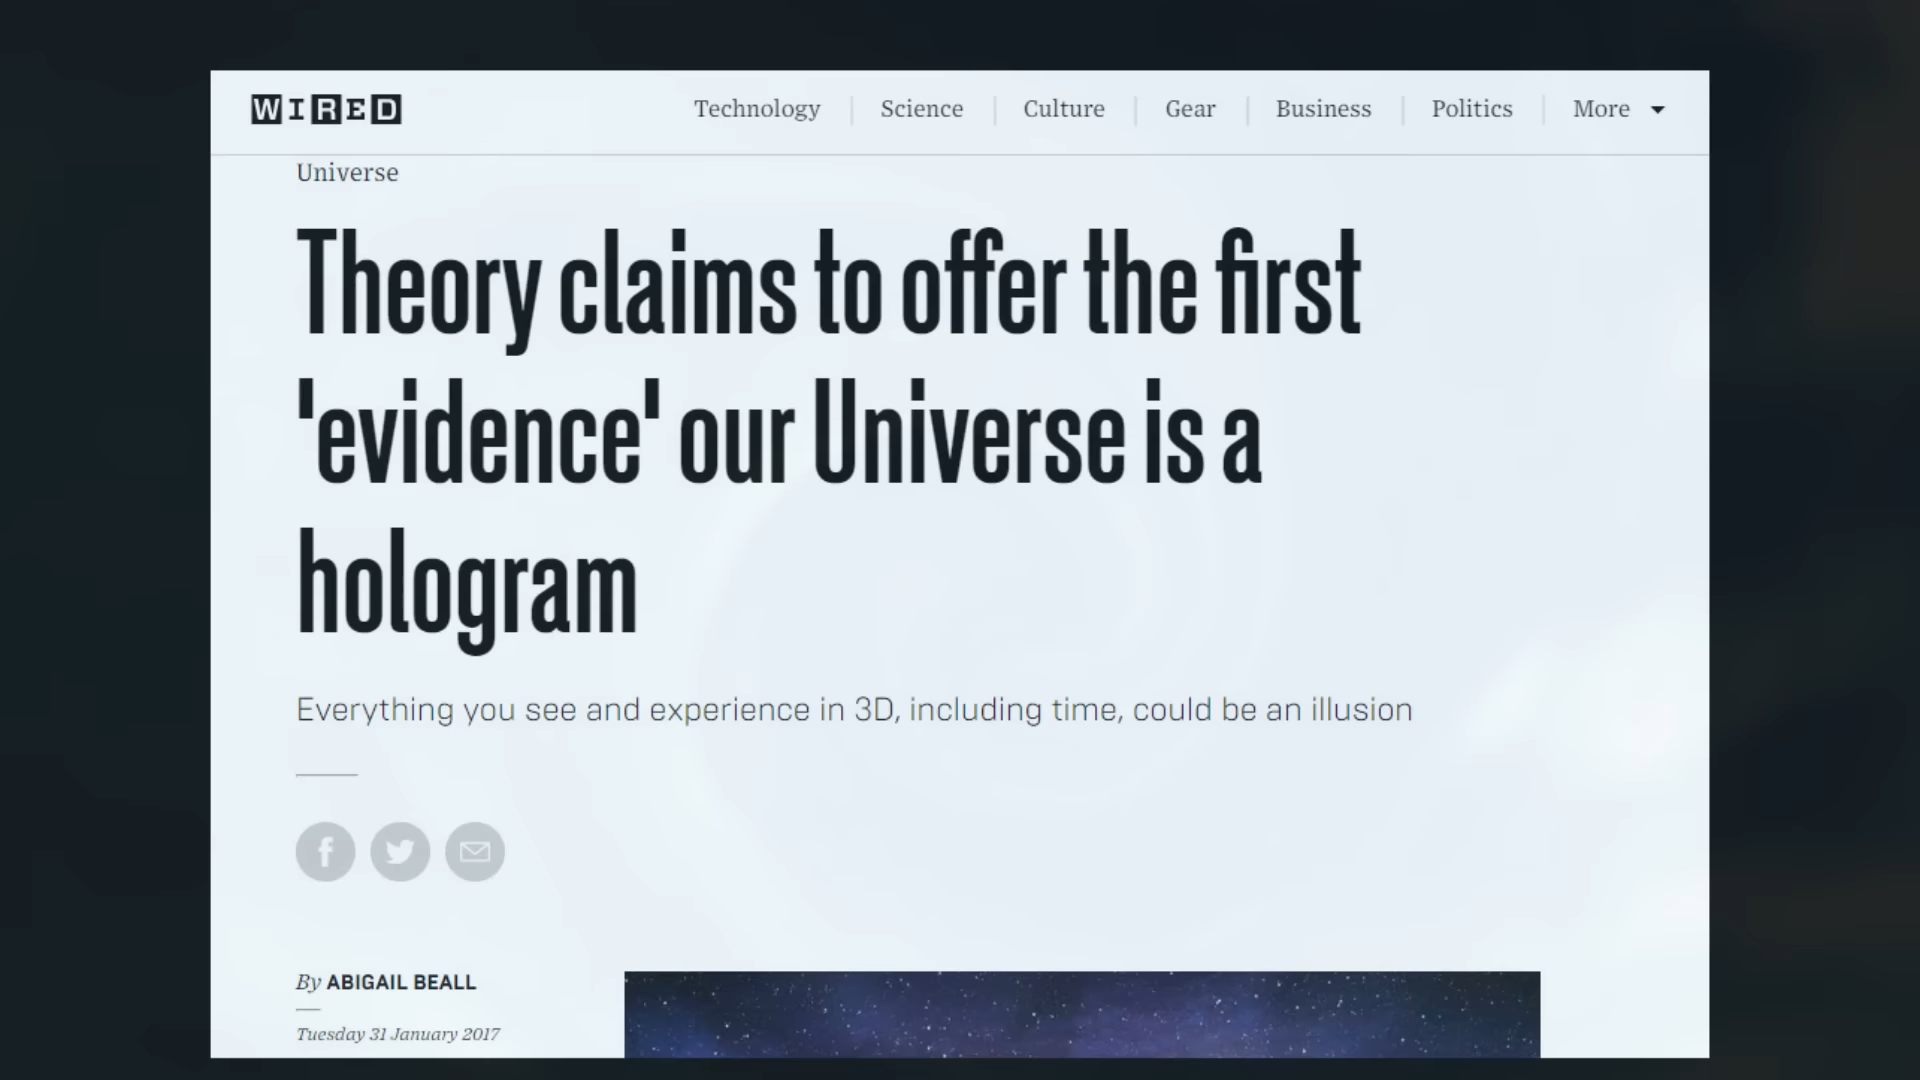 WIRED
Technology Science Culture Gear Business Politics More
Universe
Theory claims to offer the first
'evidence' our Universe is a
hologram
Everything you see and experience in 3D, including time, could be an illusion
By ABIGAIL BEALL
Tuesday 31 January 2017